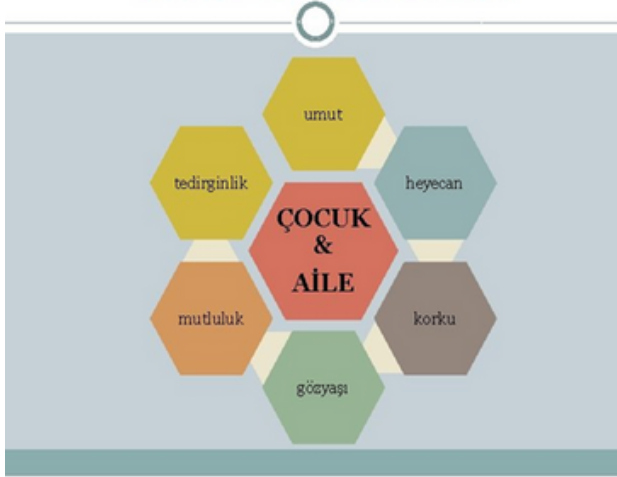 umut
tedirginlik
heyecan
ÇOCUK
&
AİLE
mutluluk
korku
gözyaşı